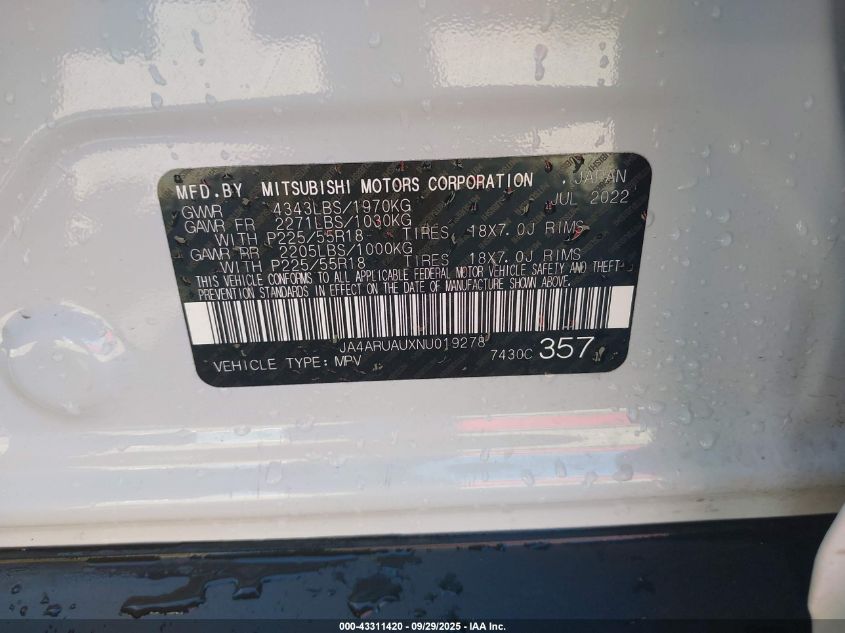 MFD.BY MITSUBISHI MOTORS CORPORATION , JAPAN
GVWR 4343LBS/1970KG JUL 2022
GAWR FR 2271LBS/1030KG
WITH P225/55R18 TIRES, 18X7.0J RIMS
GAWR RR 2205LBS/1000KG
WITH P225/55R18 TIRES 18X7.0J RIMS
THIS VEHICLE CONFORMS TO ALL APPLICABLE FEDERAL MOTOR VEHICLE SAFETY AND THEFT
PREVENTION STANDARDS IN EFFECT ON THE DATE OF MANUFACTURE SHOWN ABOVE.
JA4ARUAUXNU019278
VEHICLE TYPE: MPV 7430C 357
000-43311420 - 09/29/2025 - IAA Inc.